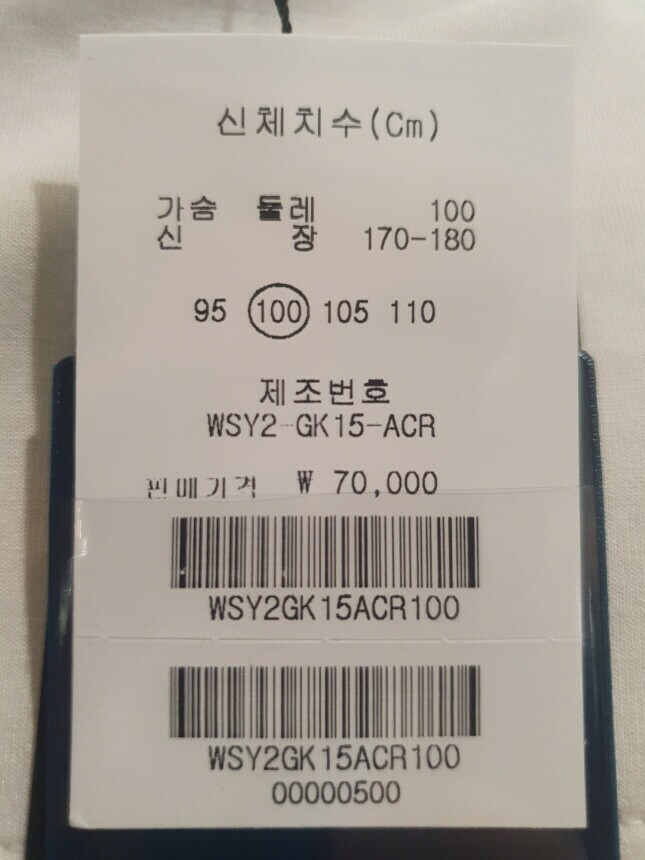 신체치수(Cm)
가슴 둘레 100
신 장 170-180
95 100 105 110
제조번호
WSY2-GK15-ACR
판매가격 ₩ 70,000
WSY2GK15ACR100
WSY2GK15ACR100
00000500